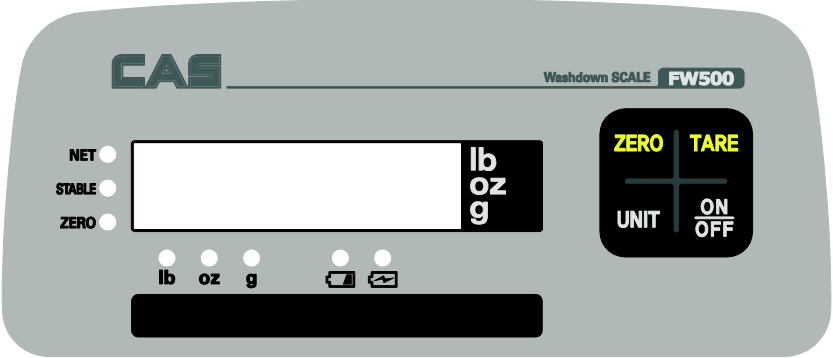 CAS
Washdown SCALE FW500
NET
STABLE
ZERO
lb
oz
g
ZERO TARE
UNIT ON
OFF
lb oz g